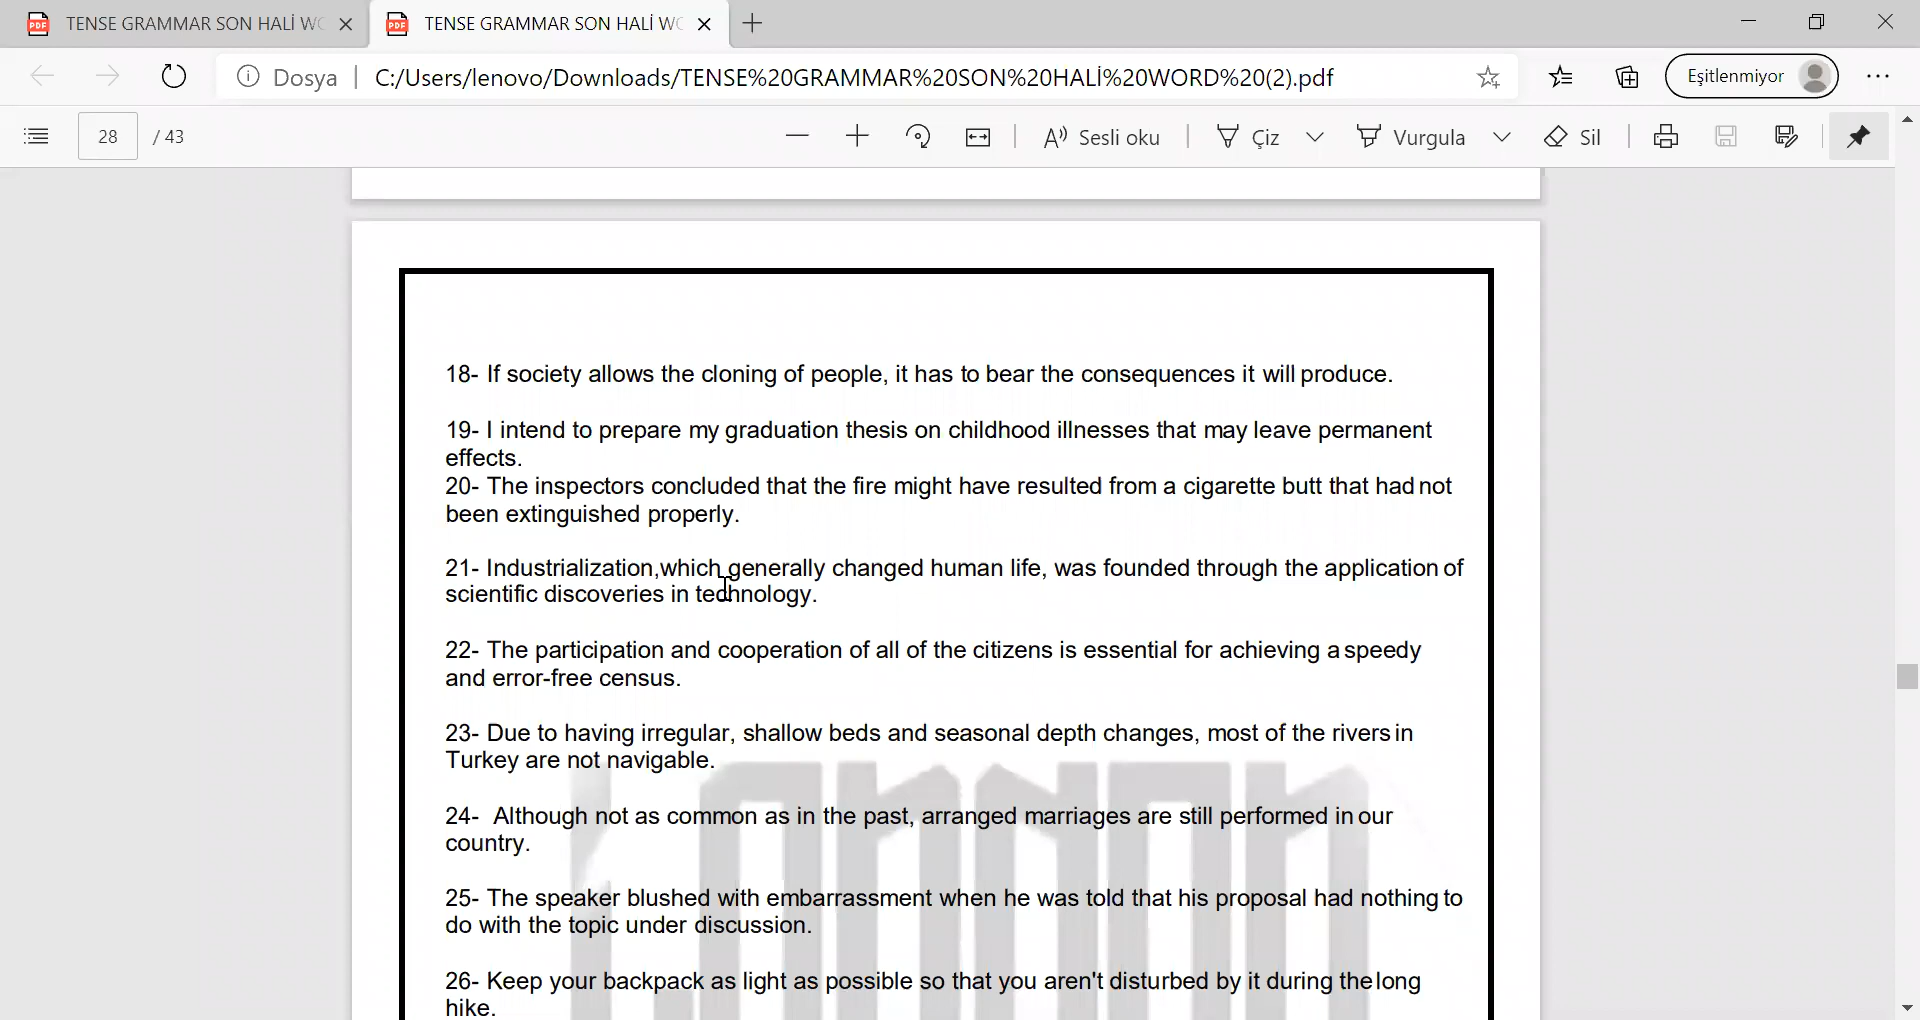 TENSE GRAMMAR SON HALİ WO
TENSE GRAMMAR SON HALİ WO
Dosya
C:/Users/lenovo/Downloads/TENSE%20GRAMMAR%20SON%20HALİ%20WORD%20(2).pdf
Eşitlenmiyor
28 / 43
Sesli oku
Çiz
Vurgula
Sil
18- If society allows the cloning of people, it has to bear the consequences it will produce.
19- I intend to prepare my graduation thesis on childhood illnesses that may leave permanent
effects.
20- The inspectors concluded that the fire might have resulted from a cigarette butt that had not
been extinguished properly.
21- Industrialization,which generally changed human life, was founded through the application of
scientific discoveries in technology.
22- The participation and cooperation of all of the citizens is essential for achieving a speedy
and error-free census.
23- Due to having irregular, shallow beds and seasonal depth changes, most of the rivers in
Turkey are not navigable.
24- Although not as common as in the past, arranged marriages are still performed in our
country.
25- The speaker blushed with embarrassment when he was told that his proposal had nothing to
do with the topic under discussion.
26- Keep your backpack as light as possible so that you aren't disturbed by it during the long
hike.
London